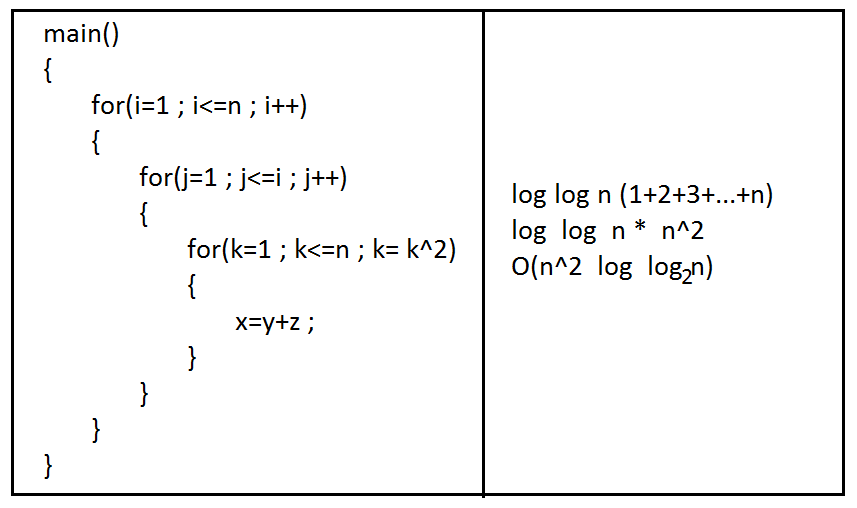 main()
{
for(i=1 ; i<=n ; i++)
{
for(j=1 ; j<=i ; j++)
{
for(k=1 ; k<=n ; k= k^2)
{
x=y+z ;
}
}
}
}
log log n (1+2+3+...+n)
log log n * n^2
O(n^2 log log₂n)